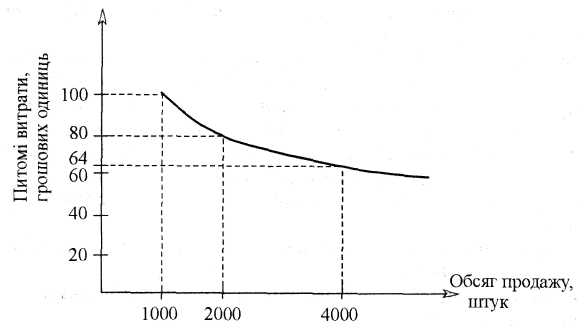 Питомі витрати,
грошових одиниць
100
80
64
60
40
20
1000
2000
4000
Обсяг продажу,
штук